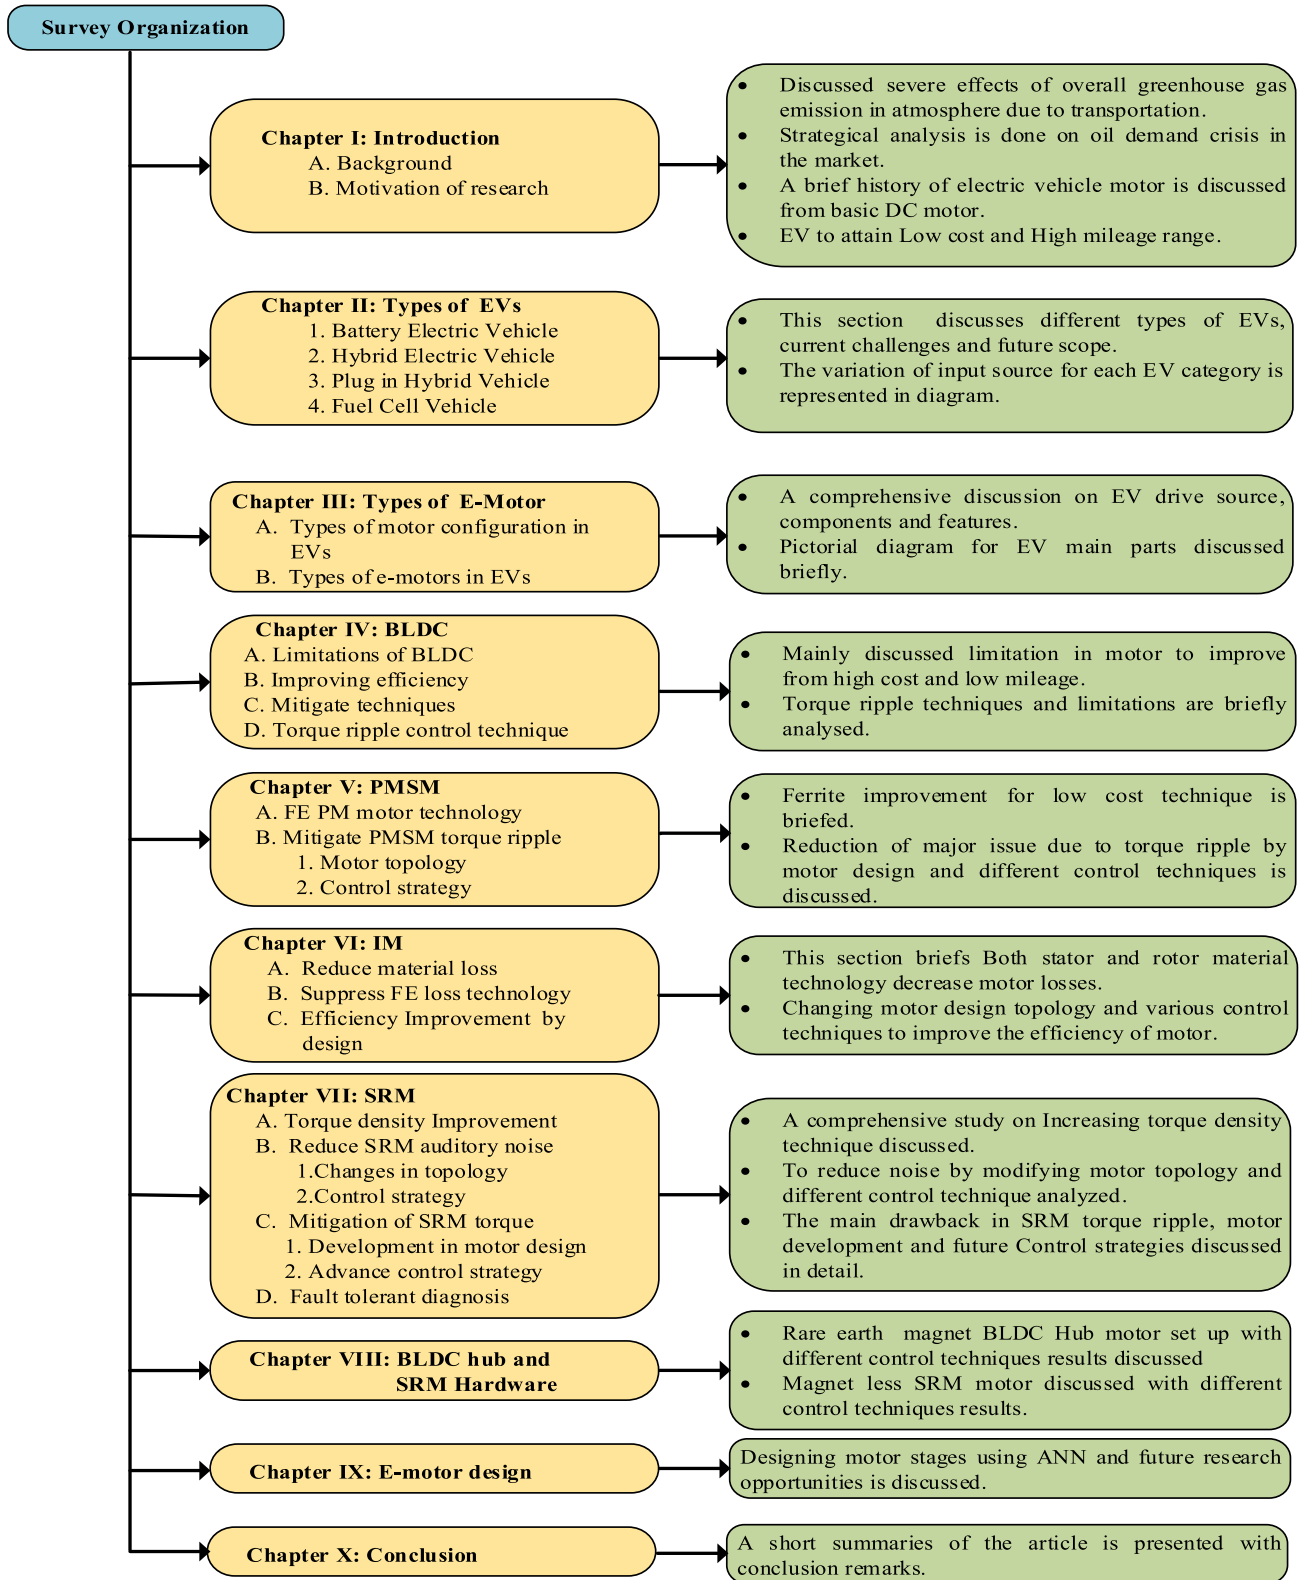 Survey Organization
Chapter I: Introduction
A. Background
B. Motivation of research
• Discussed severe effects of overall greenhouse gas
emission in atmosphere due to transportation.
• Strategical analysis is done on oil demand crisis in
the market.
• A brief history of electric vehicle motor is discussed
from basic DC motor.
• EV to attain Low cost and High mileage range.
Chapter II: Types of EVs
1. Battery Electric Vehicle
2. Hybrid Electric Vehicle
3. Plug in Hybrid Vehicle
4. Fuel Cell Vehicle
• This section discusses different types of EVs,
current challenges and future scope.
• The variation of input source for each EV category is
represented in diagram.
Chapter III: Types of E-Motor
A. Types of motor configuration in
EVs
B. Types of e-motors in EVs
• A comprehensive discussion on EV drive source,
components and features.
• Pictorial diagram for EV main parts discussed
briefly.
Chapter IV: BLDC
A. Limitations of BLDC
B. Improving efficiency
C. Mitigate techniques
D. Torque ripple control technique
• Mainly discussed limitation in motor to improve
from high cost and low mileage.
• Torque ripple techniques and limitations are briefly
analysed.
Chapter V: PMSM
A. FE PM motor technology
B. Mitigate PMSM torque ripple
1. Motor topology
2. Control strategy
• Ferrite improvement for low cost technique is
briefed.
• Reduction of major issue due to torque ripple by
motor design and different control techniques is
discussed.
Chapter VI: IM
A. Reduce material loss
B. Suppress FE loss technology
C. Efficiency Improvement by
design
• This section briefs Both stator and rotor material
technology decrease motor losses.
• Changing motor design topology and various control
techniques to improve the efficiency of motor.
Chapter VII: SRM
A. Torque density Improvement
B. Reduce SRM auditory noise
1.Changes in topology
2.Control strategy
C. Mitigation of SRM torque
1. Development in motor design
2. Advance control strategy
D. Fault tolerant diagnosis
• A comprehensive study on Increasing torque density
technique discussed.
• To reduce noise by modifying motor topology and
different control technique analyzed.
• The main drawback in SRM torque ripple, motor
development and future Control strategies discussed
in detail.
Chapter VIII: BLDC hub and
SRM Hardware
• Rare earth magnet BLDC Hub motor set up with
different control techniques results discussed
• Magnet less SRM motor discussed with different
control techniques results.
Chapter IX: E-motor design
Designing motor stages using ANN and future research
opportunities is discussed.
Chapter X: Conclusion
A short summaries of the article is presented with
conclusion remarks.